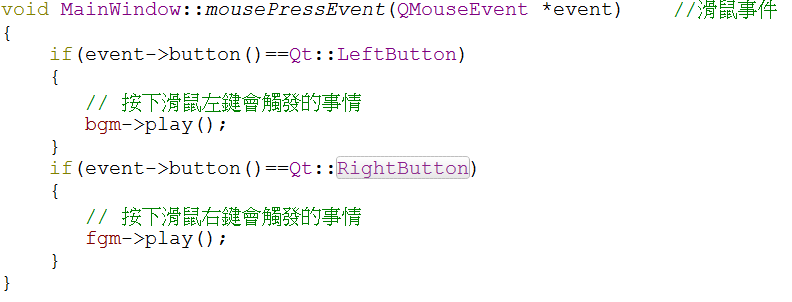 void MainWindow::mousePressEvent(QMouseEvent *event)    //滑鼠事件
{
    if(event->button()==Qt::LeftButton)
    {
       // 按下滑鼠左鍵會觸發的事情
       bgm->play();
    }
    if(event->button()==Qt::RightButton)
    {
       // 按下滑鼠右鍵會觸發的事情
       fgm->play();
    }
}